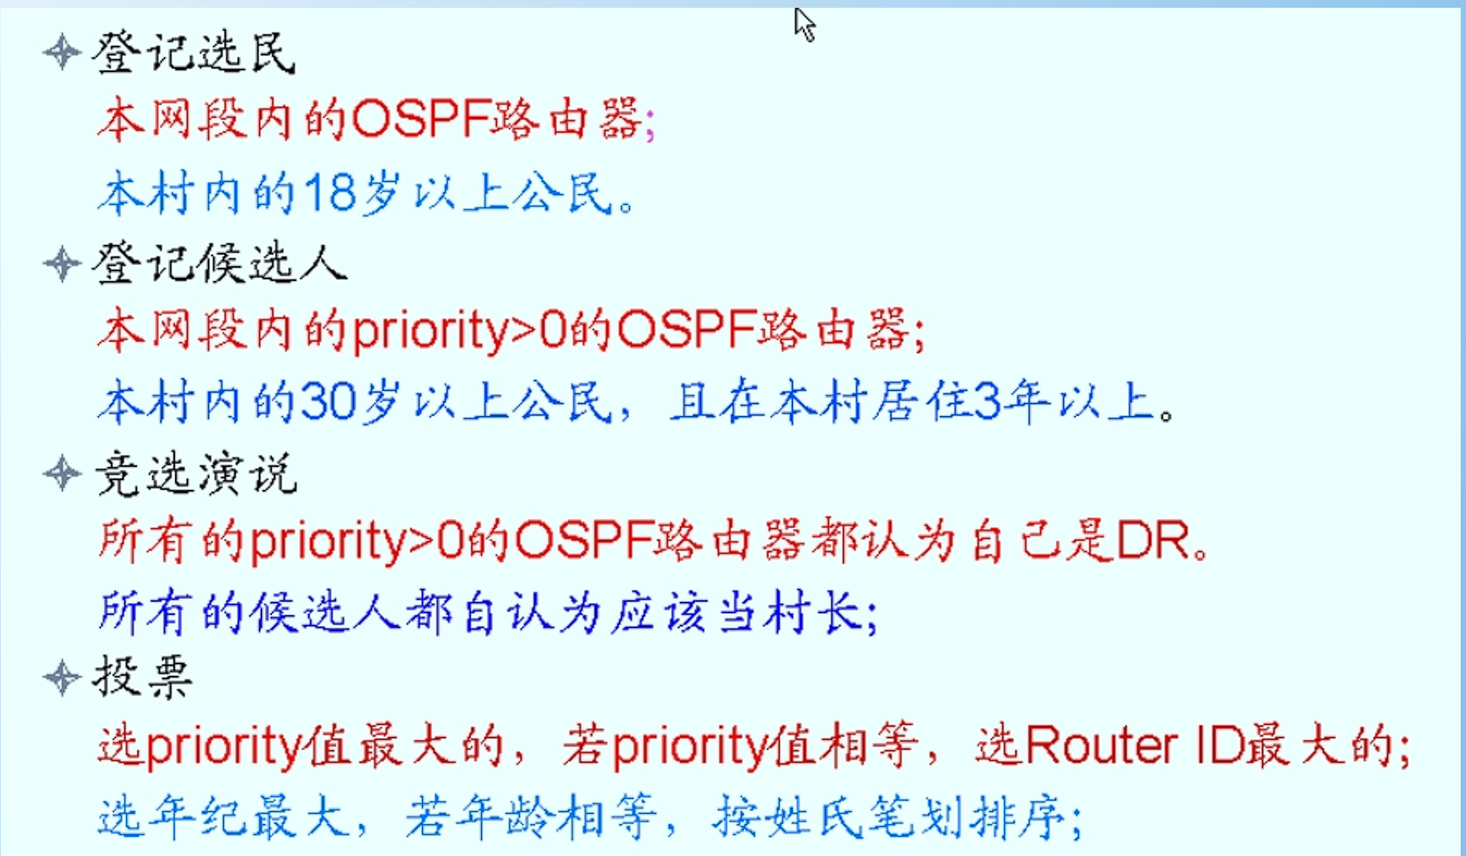 登记选民
本网段内的OSPF路由器;
本村内的18岁以上公民。
登记候选人
本网段内的priority>0的OSPF路由器;
本村内的30岁以上公民，且在本村居住3年以上。
竞选演说
所有的priority>0的OSPF路由器都认为自己是DR。
所有的候选人都自认为应该当村长;
投票
选priority值最大的，若priority值相等，选Router ID最大的;
选年纪最大，若年龄相等，按姓氏笔划排序;